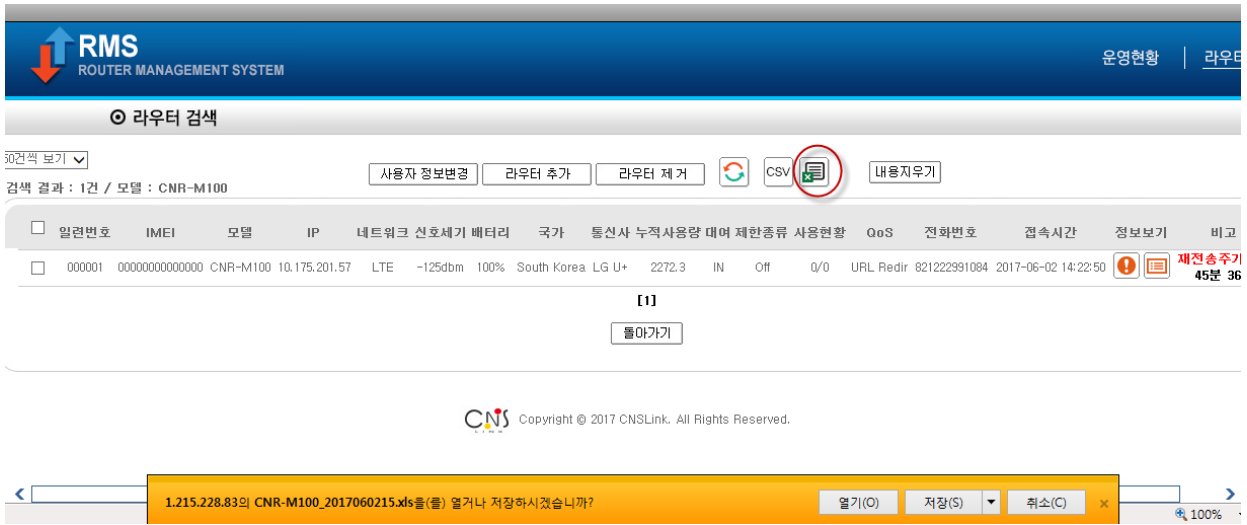 RMS
ROUTER MANAGEMENT SYSTEM
운영현황
라우터 검색
50건씩 보기
사용자 정보변경 라우터 추가 라우터 제거 CSV 내용지우기
검색 결과 : 1건 / 모델 : CNR-M100
일련번호 IMEI 모델 IP 네트워크 신호세기 배터리 국가 통신사 누적사용량 대여 제한종류 사용현황 QoS 전화번호 접속시간 정보보기 비고
000001 00000000000000 CNR-M100 10.175.201.57 LTE -125dbm 100% South Korea LG U+ 2272.3 IN Off 0/0 URL Redir 821222991084 2017-06-02 14:22:50 재전송주기
45분 36
[1]
돌아가기
CNS LINK Copyright © 2017 CNSLink. All Rights Reserved.
1.215.228.83의 CNR-M100_2017060215.xls을(를) 열거나 저장하시겠습니까? 열기(O) 저장(S) 취소(C)
100%